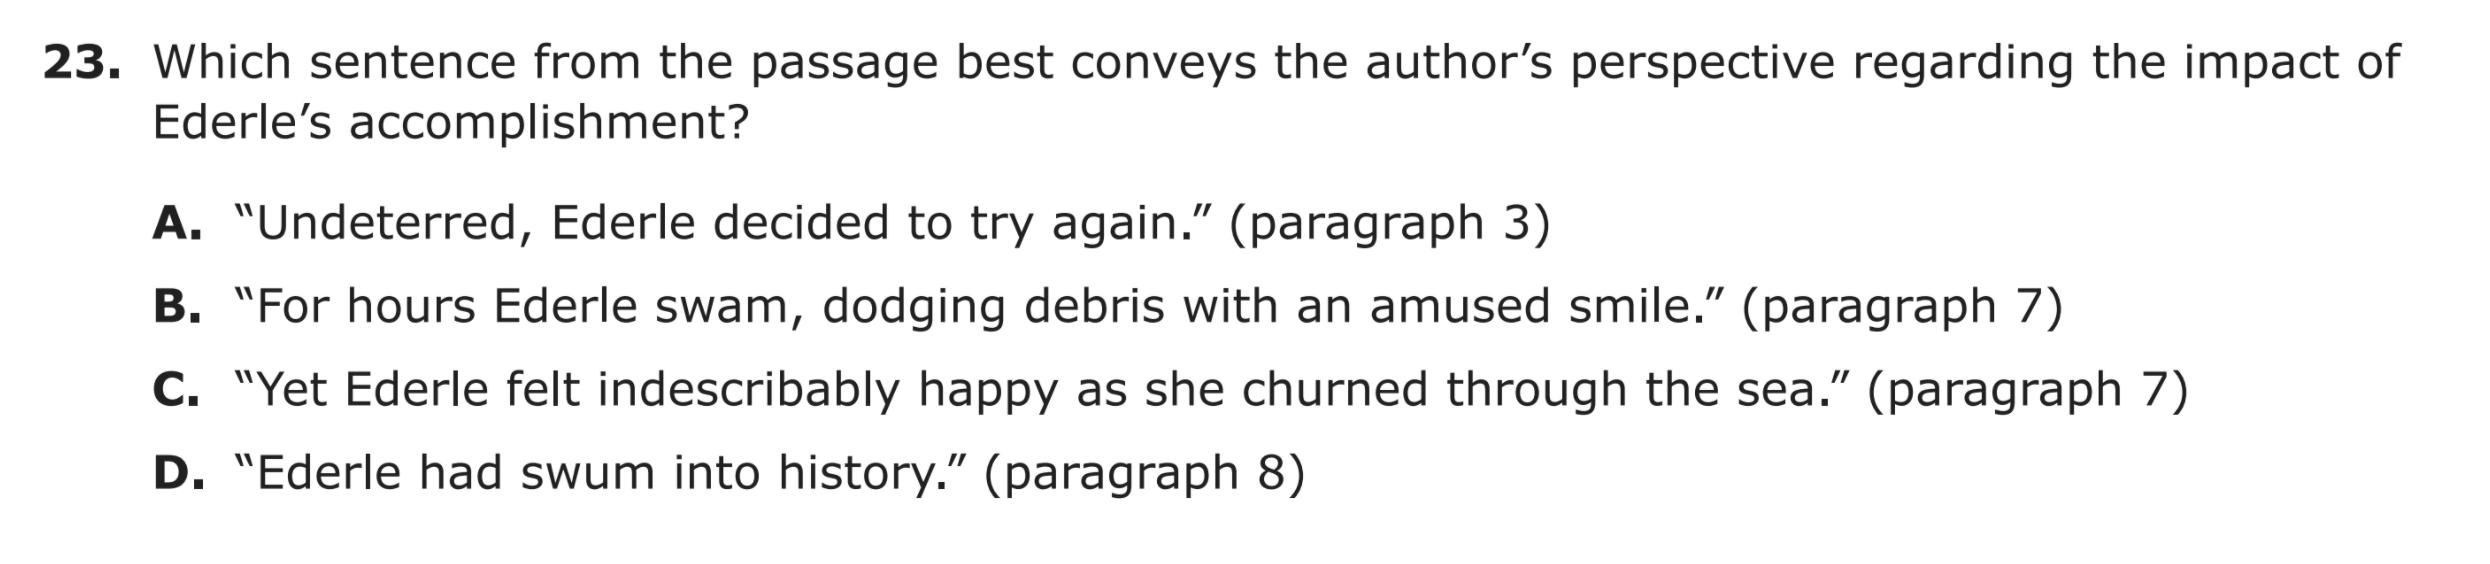 23. Which sentence from the passage best conveys the author’s perspective regarding the impact of
Ederle’s accomplishment?
A. “Undeterred, Ederle decided to try again.” (paragraph 3)
B. “For hours Ederle swam, dodging debris with an amused smile.” (paragraph 7)
C. “Yet Ederle felt indescribably happy as she churned through the sea.” (paragraph 7)
D. “Ederle had swum into history.” (paragraph 8)